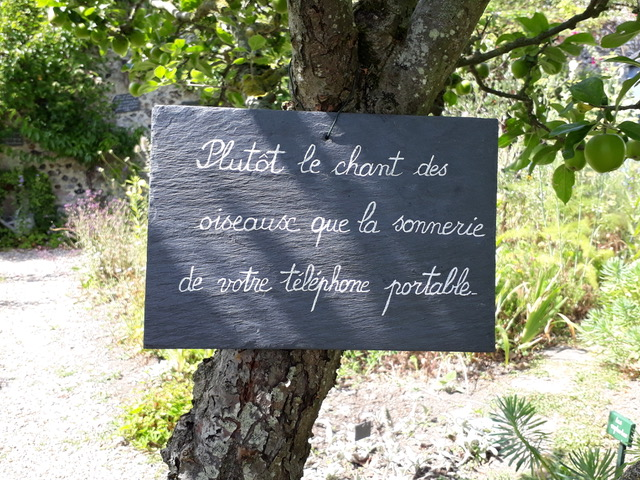 Plutôt le chant des
oiseaux que la sonnerie
de votre téléphone portable.